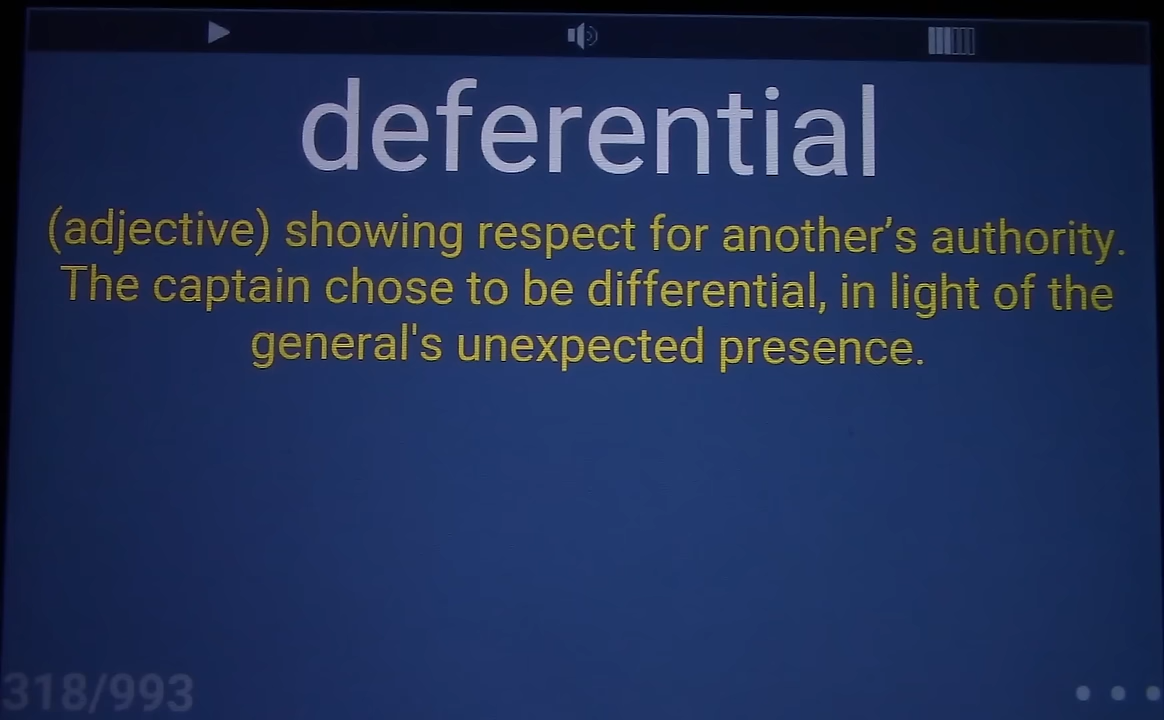 deferential
(adjective) showing respect for another’s authority.
The captain chose to be differential, in light of the
general's unexpected presence.
318/993